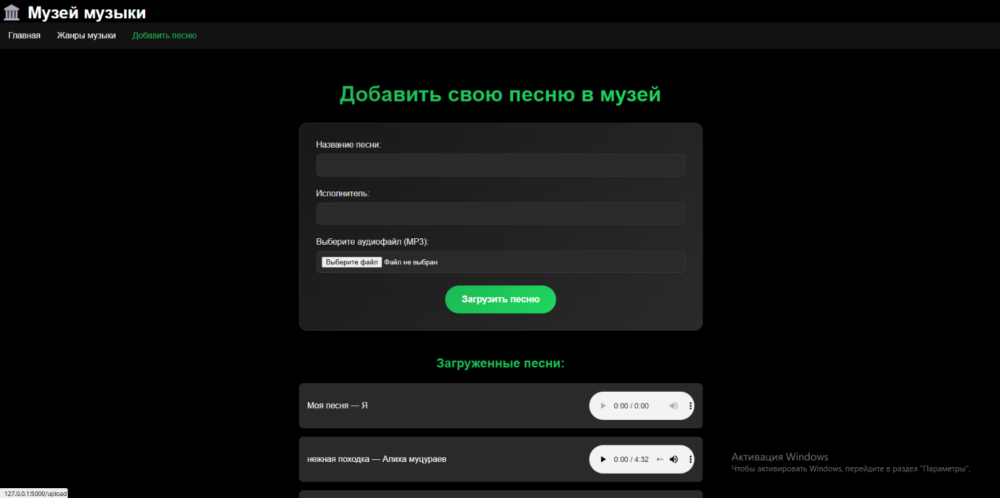 Музей музыки
Главная Жанры музыки Добавить песню
Добавить свою песню в музей
Название песни:
Исполнитель:
Выберите аудиофайл (MP3):
Выберите файл Файл не выбран
Загрузить песню
Загруженные песни:
Моя песня — Я 0:00 / 0:00
нежная походка — Алиха муцураев 0:00 / 4:32
Активация Windows
Чтобы активировать Windows, перейдите в раздел "Параметры".
127.0.0.1:5000/upload